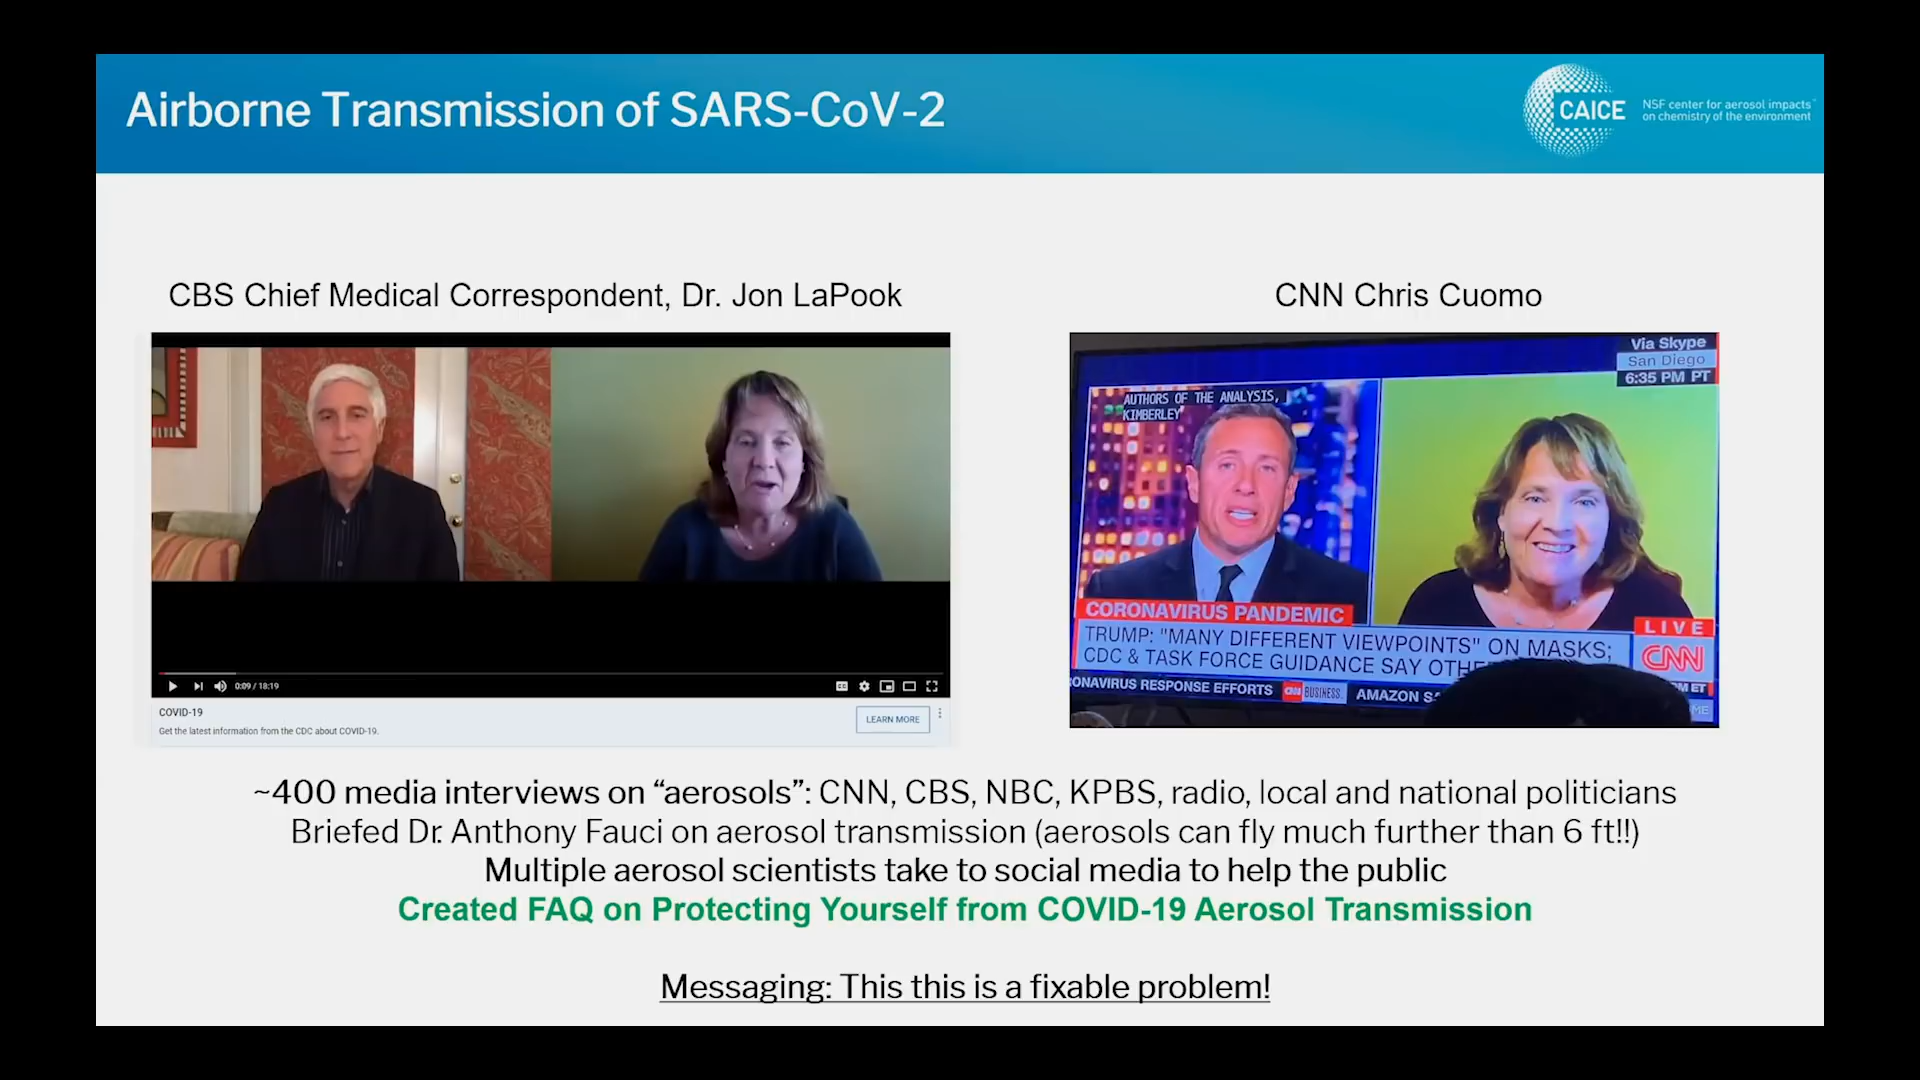 Airborne Transmission of SARS-CoV-2
CAICE
NSF center for aerosol impacts
on chemistry of the environment
CBS Chief Medical Correspondent, Dr. Jon LaPook
CNN Chris Cuomo
Via Skype
San Diego
6:35 PM PT
AUTHORS OF THE ANALYSIS,
KIMBERLEY
CORONAVIRUS PANDEMIC
TRUMP: "MANY DIFFERENT VIEWPOINTS" ON MASKS;
CDC & TASK FORCE GUIDANCE SAY OTHE
LIVE
CNN
ONAVIRUS RESPONSE EFFORTS CNN BUSINESS. AMAZON S
M ET
ME
0:09 / 18:19
COVID-19
Get the latest information from the CDC about COVID-19.
LEARN MORE
~400 media interviews on “aerosols”: CNN, CBS, NBC, KPBS, radio, local and national politicians
Briefed Dr. Anthony Fauci on aerosol transmission (aerosols can fly much further than 6 ft!!)
Multiple aerosol scientists take to social media to help the public
Created FAQ on Protecting Yourself from COVID-19 Aerosol Transmission
Messaging: This this is a fixable problem!